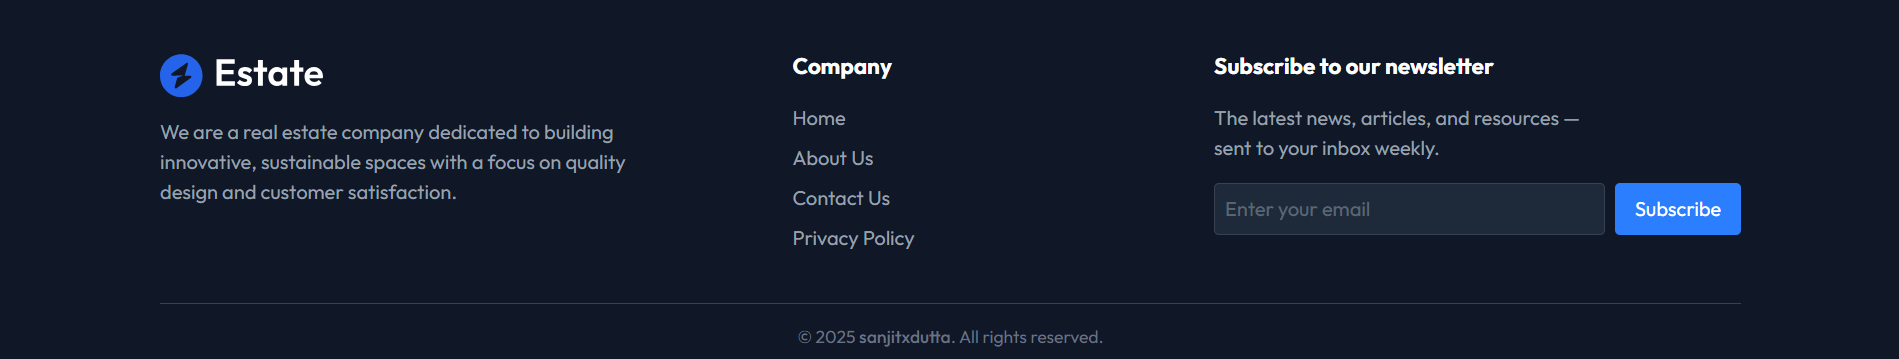 Estate
We are a real estate company dedicated to building
innovative, sustainable spaces with a focus on quality
design and customer satisfaction.
Company
Home
About Us
Contact Us
Privacy Policy
Subscribe to our newsletter
The latest news, articles, and resources —
sent to your inbox weekly.
Enter your email
Subscribe
© 2025 sanjitxdutta. All rights reserved.